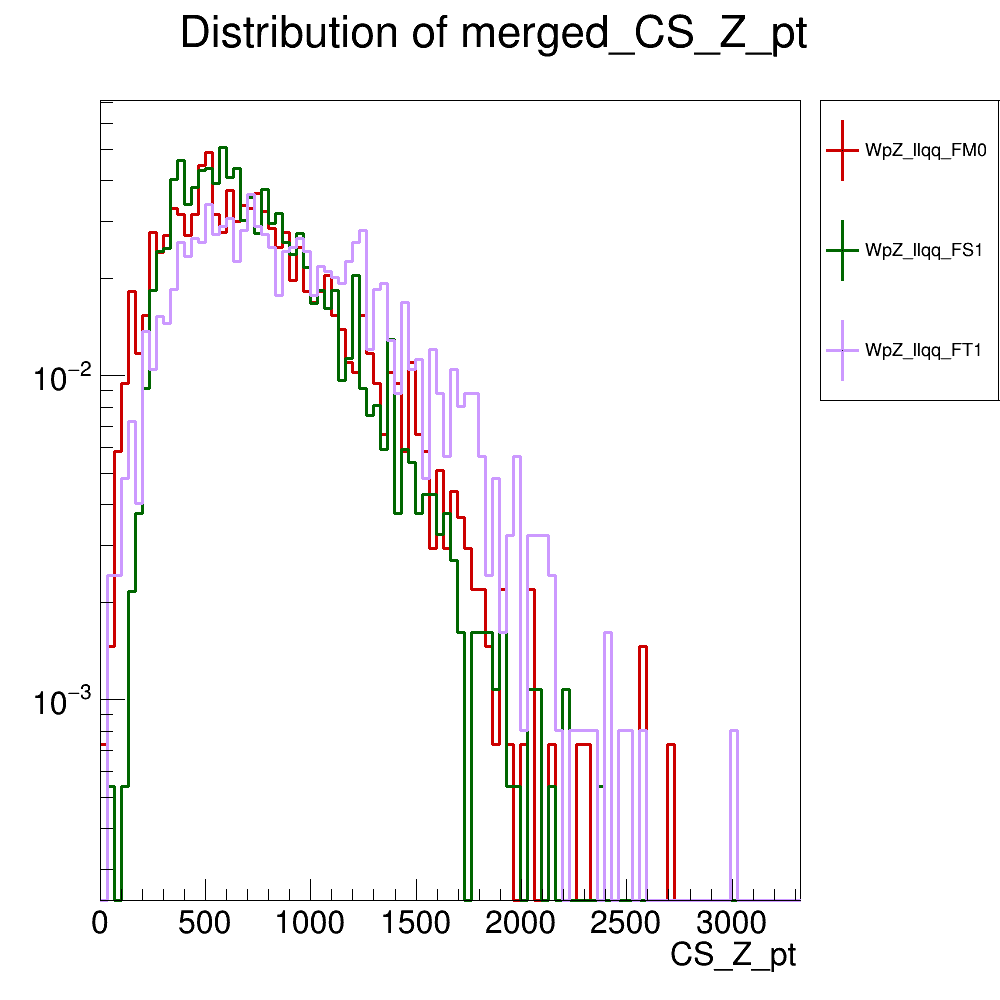 Distribution of merged_CS_Z_pt
WpZ_llqq_FM0
WpZ_llqq_FS1
WpZ_llqq_FT1
10−2
10−3
0 500 1000 1500 2000 2500 3000
CS_Z_pt